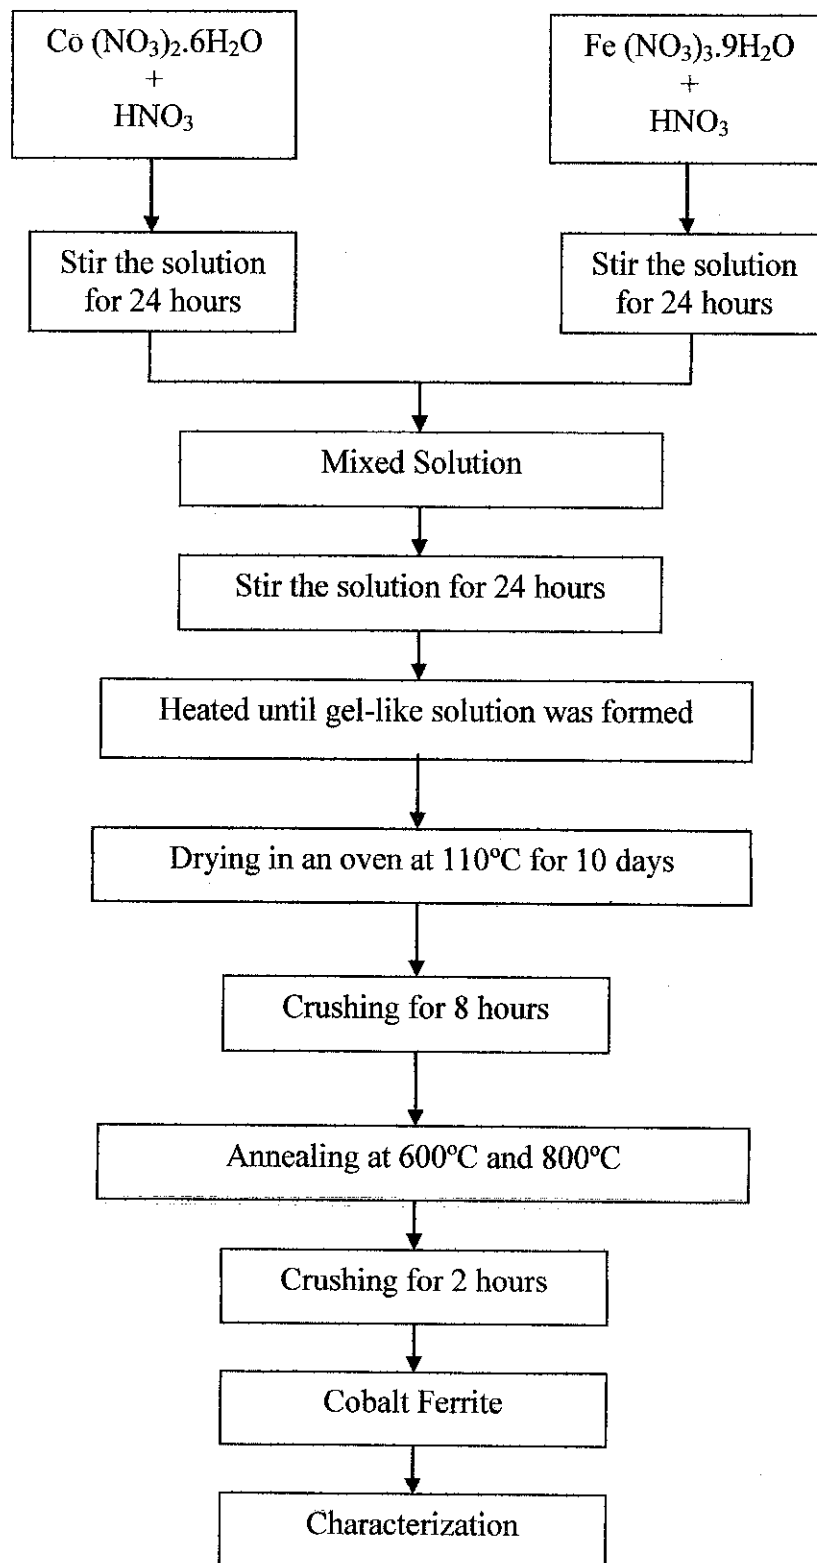 Co (NO₃)₂.6H₂O
+
HNO₃
Fe (NO₃)₃.9H₂O
+
HNO₃
Stir the solution
for 24 hours
Stir the solution
for 24 hours
Mixed Solution
Stir the solution for 24 hours
Heated until gel-like solution was formed
Drying in an oven at 110ºC for 10 days
Crushing for 8 hours
Annealing at 600ºC and 800ºC
Crushing for 2 hours
Cobalt Ferrite
Characterization